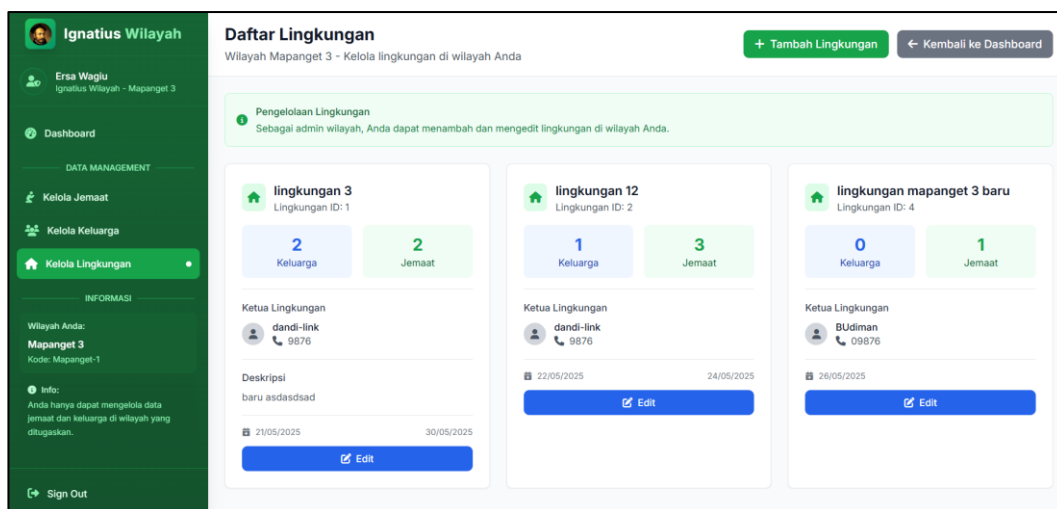 Ignatius Wilayah
Ersa Wagiu
Ignatius Wilayah - Mapanget 3
Dashboard
DATA MANAGEMENT
Kelola Jemaat
Kelola Keluarga
Kelola Lingkungan
INFORMASI
Wilayah Anda:
Mapanget 3
Kode: Mapanget-1
Info:
Anda hanya dapat mengelola data
jemaat dan keluarga di wilayah yang
ditugaskan.
Sign Out
Daftar Lingkungan
Wilayah Mapanget 3 - Kelola lingkungan di wilayah Anda
+ Tambah Lingkungan
← Kembali ke Dashboard
Pengelolaan Lingkungan
Sebagai admin wilayah, Anda dapat menambah dan mengedit lingkungan di wilayah Anda.
lingkungan 3
Lingkungan ID: 1
2 2
Keluarga Jemaat
Ketua Lingkungan
dandi-link
9876
Deskripsi
baru asdasdsad
21/05/2025 30/05/2025
Edit
lingkungan 12
Lingkungan ID: 2
1 3
Keluarga Jemaat
Ketua Lingkungan
dandi-link
9876
22/05/2025 24/05/2025
Edit
lingkungan mapanget 3 baru
Lingkungan ID: 4
0 1
Keluarga Jemaat
Ketua Lingkungan
BUdiman
09876
26/05/2025
Edit